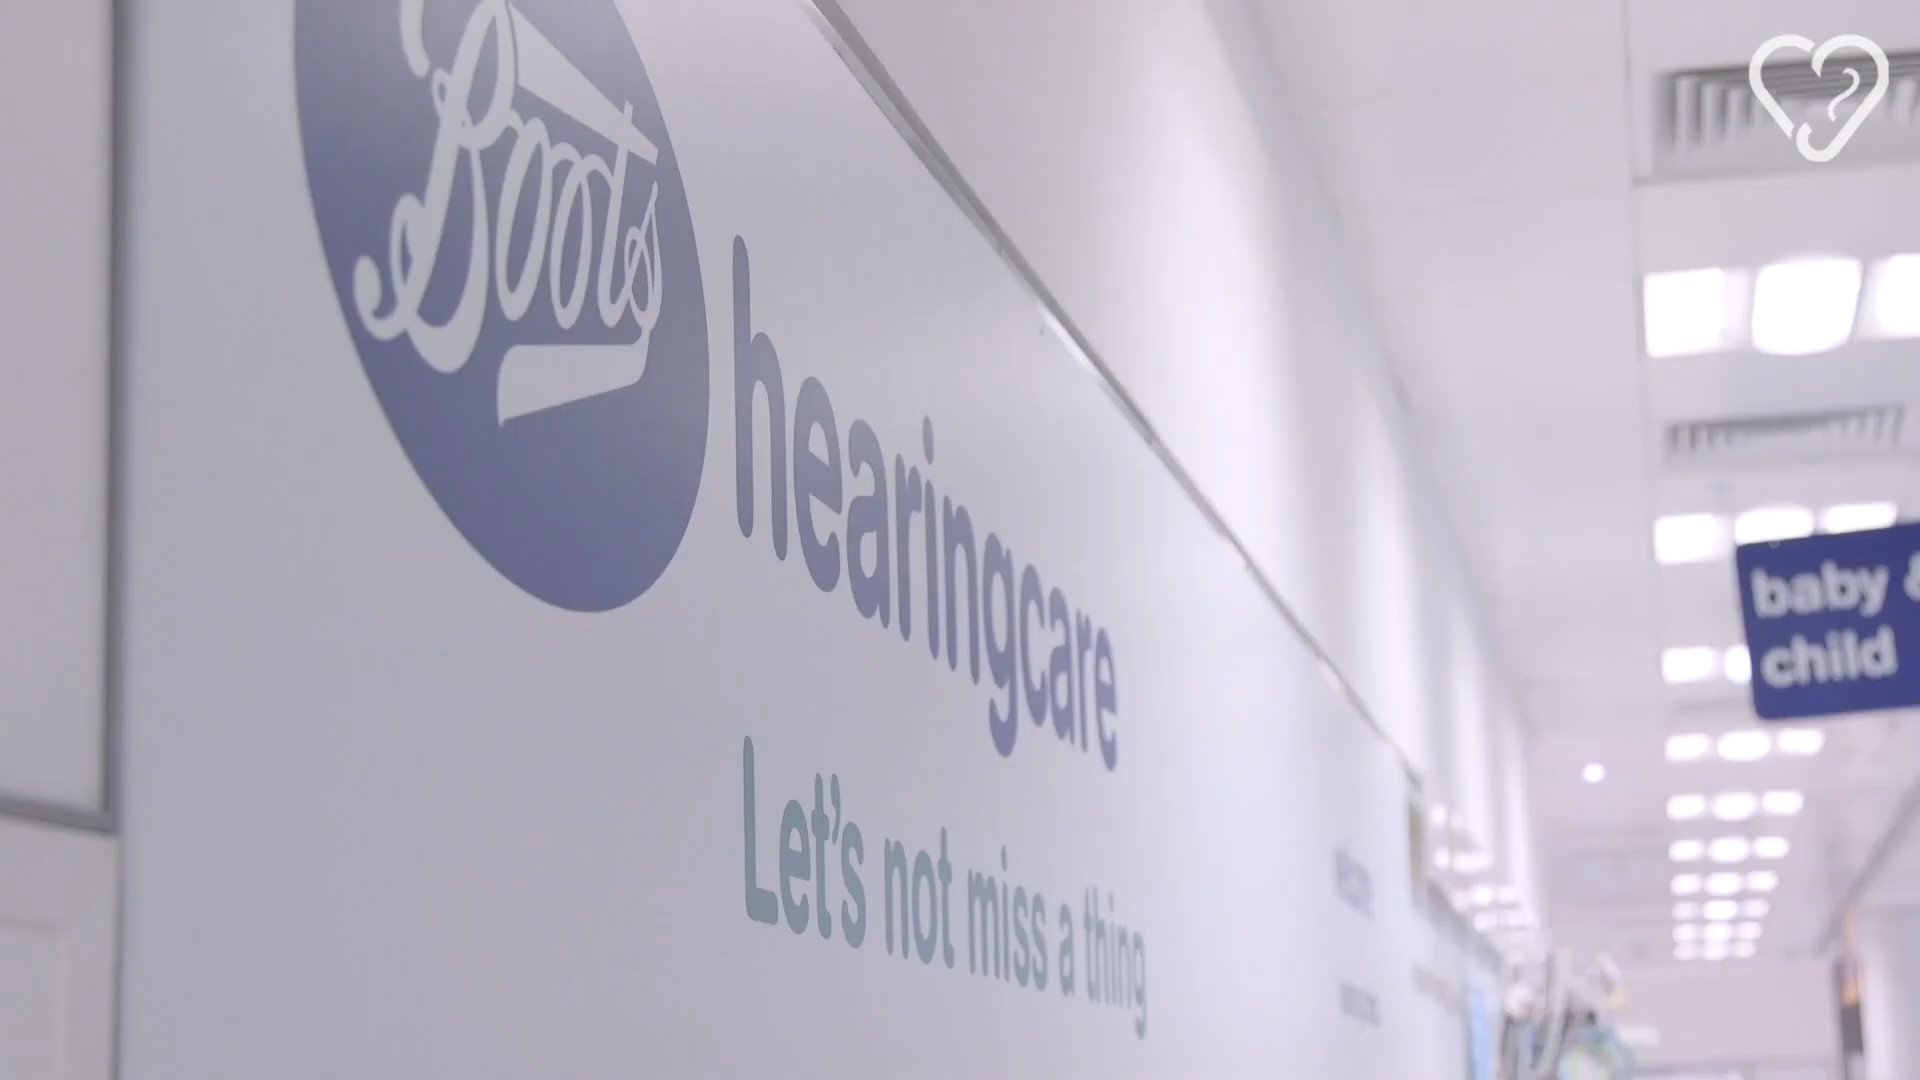 Boots
hearingcare
Let's not miss a thing
baby &
child